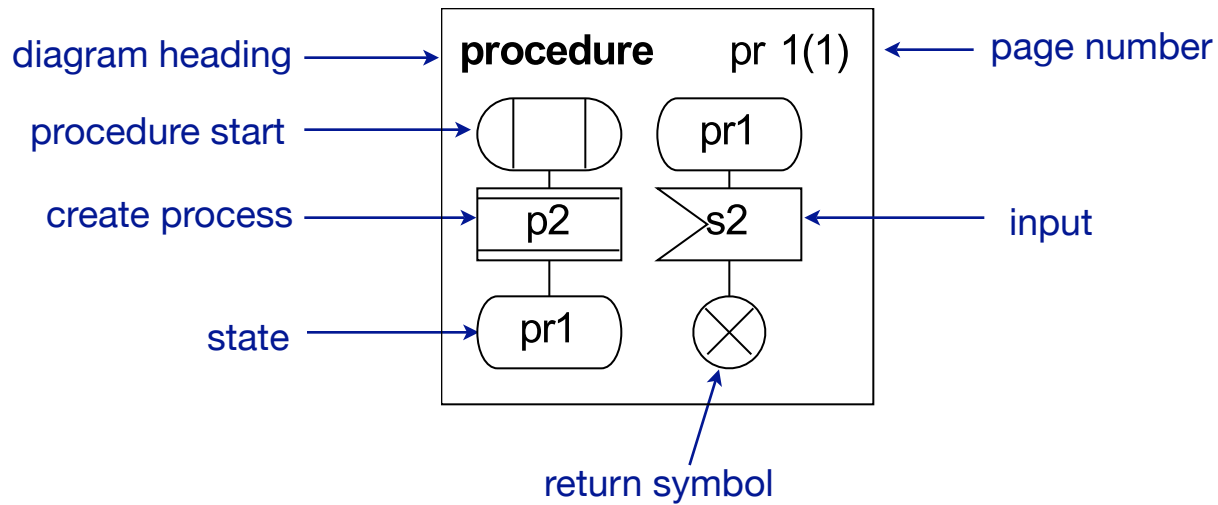 diagram heading
procedure pr 1(1)
page number
procedure start
pr1
create process
p2
s2
input
state
pr1
return symbol